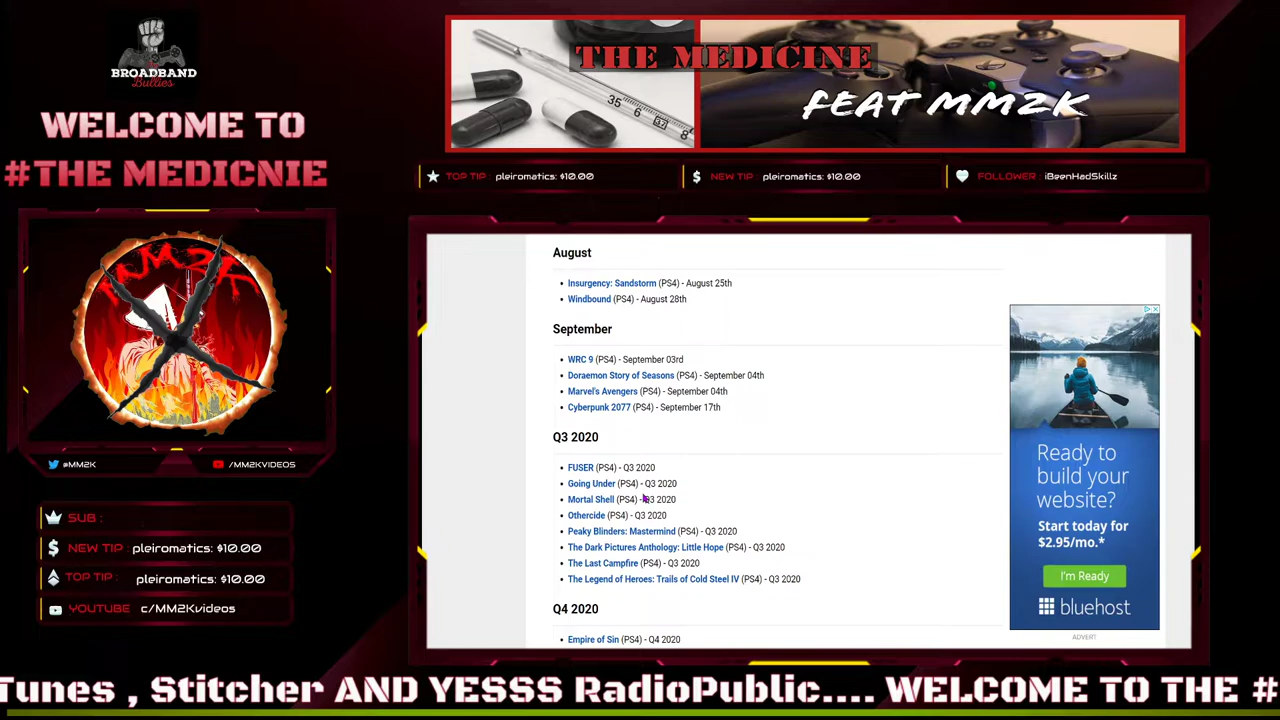 BROADBAND
Bullies
WELCOME TO
#THE MEDICNIE
THE MEDICINE
FEAT MM2K
35
6
37
8
TOP TIP pleiromatics: $10.00
NEW TIP pleiromatics: $10.00
FOLLOWER iBeenHadSkillz
MM2K
@MM2K
/MM2KVIDEOS
SUB :
NEW TIP : pleiromatics: $10.00
TOP TIP : pleiromatics: $10.00
YOUTUBE c/MM2Kvideos
August
• Insurgency: Sandstorm (PS4) - August 25th
• Windbound (PS4) - August 28th
September
• WRC 9 (PS4) - September 03rd
• Doraemon Story of Seasons (PS4) - September 04th
• Marvel's Avengers (PS4) - September 04th
• Cyberpunk 2077 (PS4) - September 17th
Q3 2020
• FUSER (PS4) - Q3 2020
• Going Under (PS4) - Q3 2020
• Mortal Shell (PS4) - Q3 2020
• Othercide (PS4) - Q3 2020
• Peaky Blinders: Mastermind (PS4) - Q3 2020
• The Dark Pictures Anthology: Little Hope (PS4) - Q3 2020
• The Last Campfire (PS4) - Q3 2020
• The Legend of Heroes: Trails of Cold Steel IV (PS4) - Q3 2020
Q4 2020
• Empire of Sin (PS4) - Q4 2020
Ready to
build your
website?
Start today for
$2.95/mo.*
I'm Ready
bluehost
ADVERT
Tunes , Stitcher AND YESSS RadioPublic.... WELCOME TO THE #